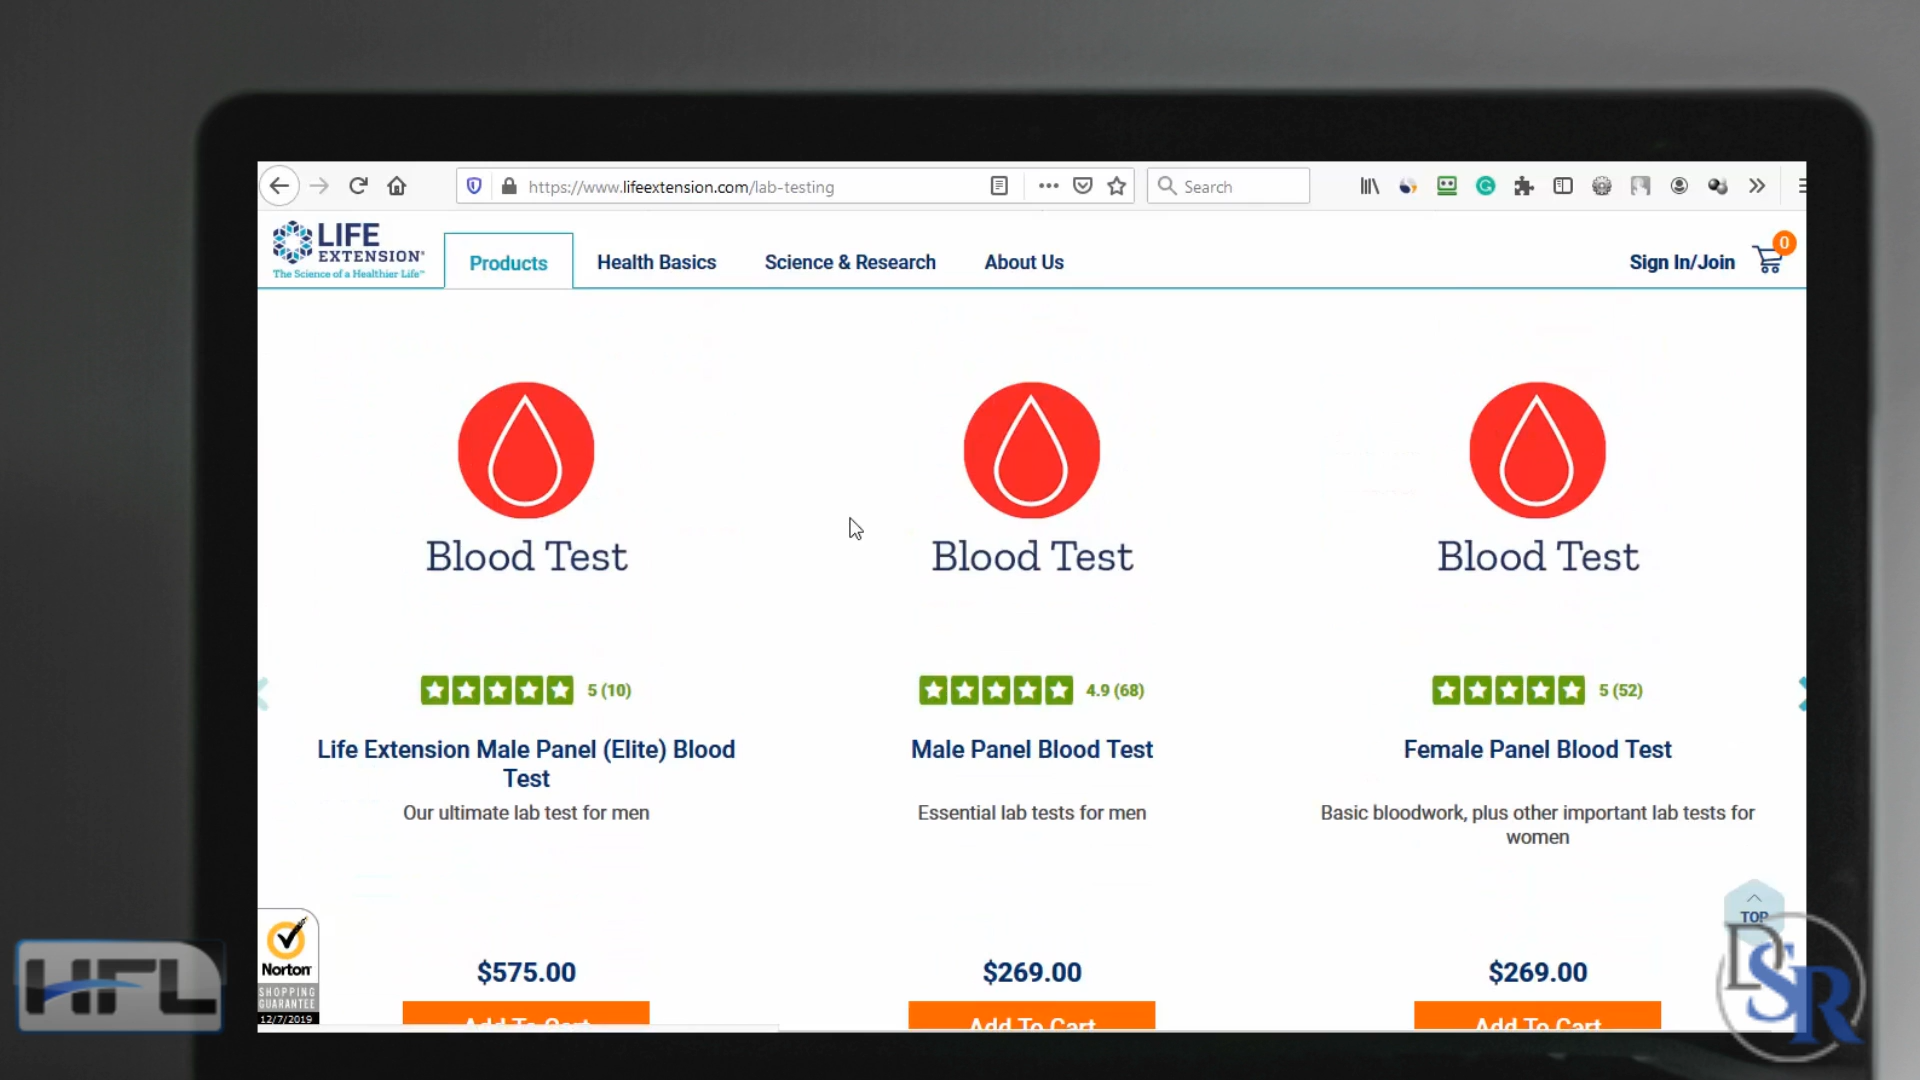 https://www.lifeextension.com/lab-testing
Search
LIFE
EXTENSION
The Science of a Healthier Life
Products
Health Basics
Science & Research
About Us
Sign In/Join
0
Blood Test
Blood Test
Blood Test
5 (10)
4.9 (68)
5 (52)
Life Extension Male Panel (Elite) Blood
Test
Male Panel Blood Test
Female Panel Blood Test
Our ultimate lab test for men
Essential lab tests for men
Basic bloodwork, plus other important lab tests for
women
TOP
Norton
SHOPPING
GUARANTEE
12/7/2019
$575.00
$269.00
$269.00
Add To Cart
Add To Cart
Add To Cart
HFL
DSR